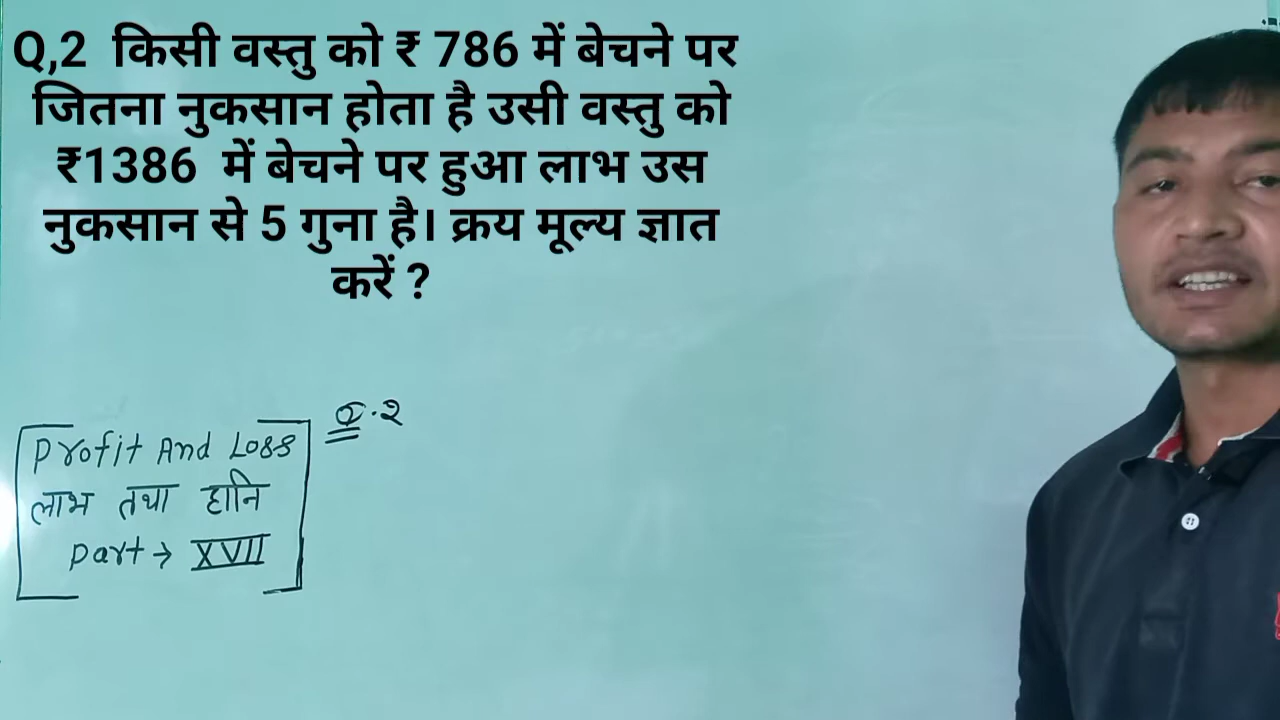 Q,2 किसी वस्तु को ₹ 786 में बेचने पर
जितना नुकसान होता है उसी वस्तु को
₹1386 में बेचने पर हुआ लाभ उस
नुकसान से 5 गुना है। क्रय मूल्य ज्ञात
करें ?
Profit And Loss
लाभ तथा हानि
Part → XVII
Q.2